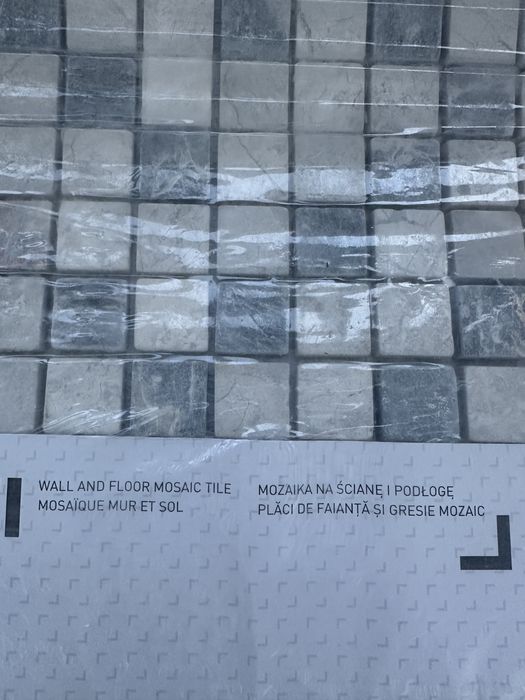 WALL AND FLOOR MOSAIC TILE
MOSAÏQUE MUR ET SOL
MOZAIKA NA ŚCIANĘ I PODŁOGĘ
PLĂCI DE FAIANȚĂ ȘI GRESIE MOZAIC